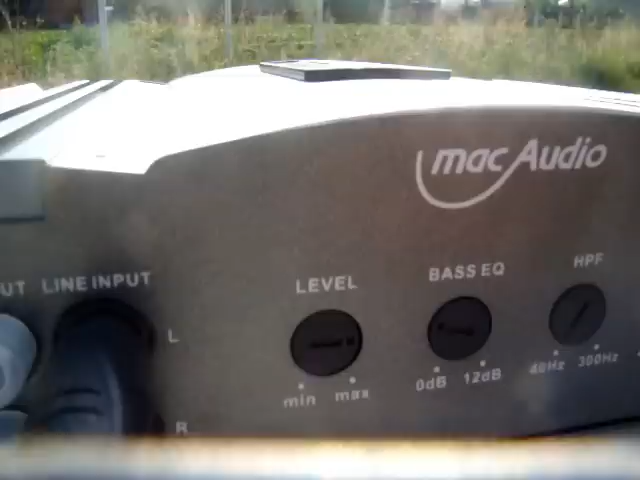 mac Audio
UT LINE INPUT
LEVEL
BASS EQ
HPF
L
min max
0dB 12dB
40Hz 300Hz
R